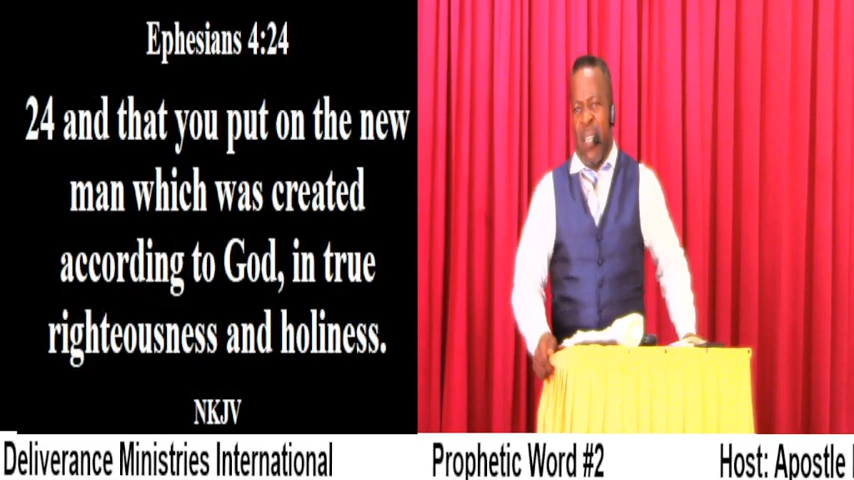 Ephesians 4:24
24 and that you put on the new
man which was created
according to God, in true
righteousness and holiness.
NKJV
Deliverance Ministries International Prophetic Word #2 Host: Apostle